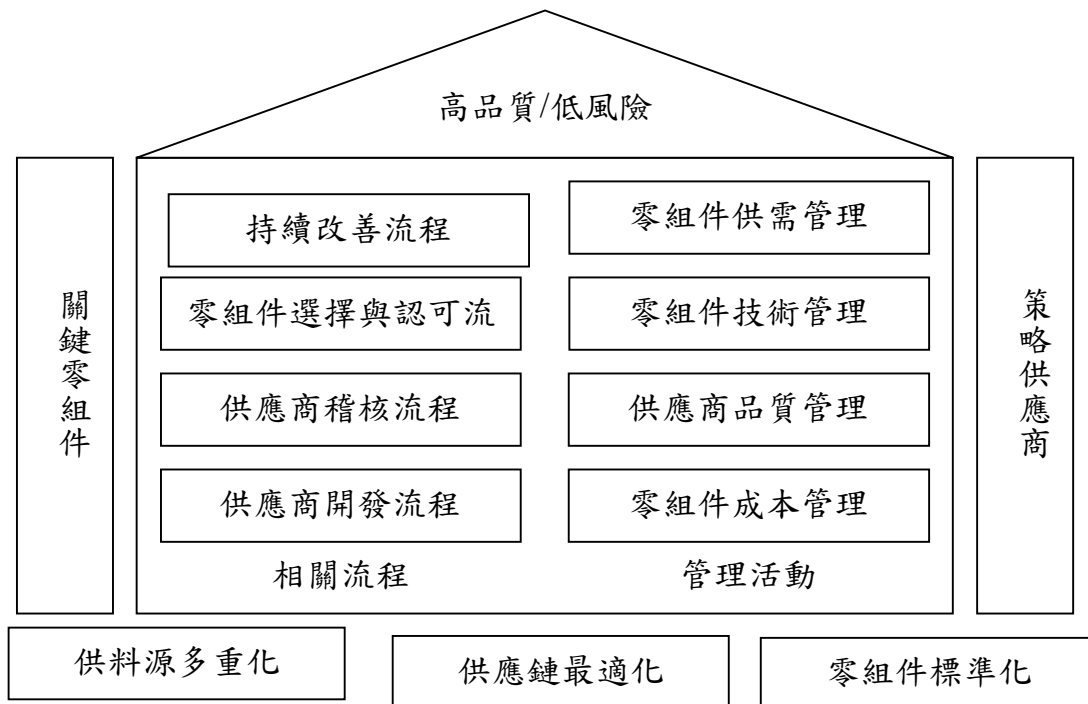 高品質/低風險
關鍵零組件
持續改善流程
零組件選擇與認可流
供應商稽核流程
供應商開發流程
相關流程
零組件供需管理
零組件技術管理
供應商品質管理
零組件成本管理
管理活動
策略供應商
供料源多重化
供應鏈最適化
零組件標準化